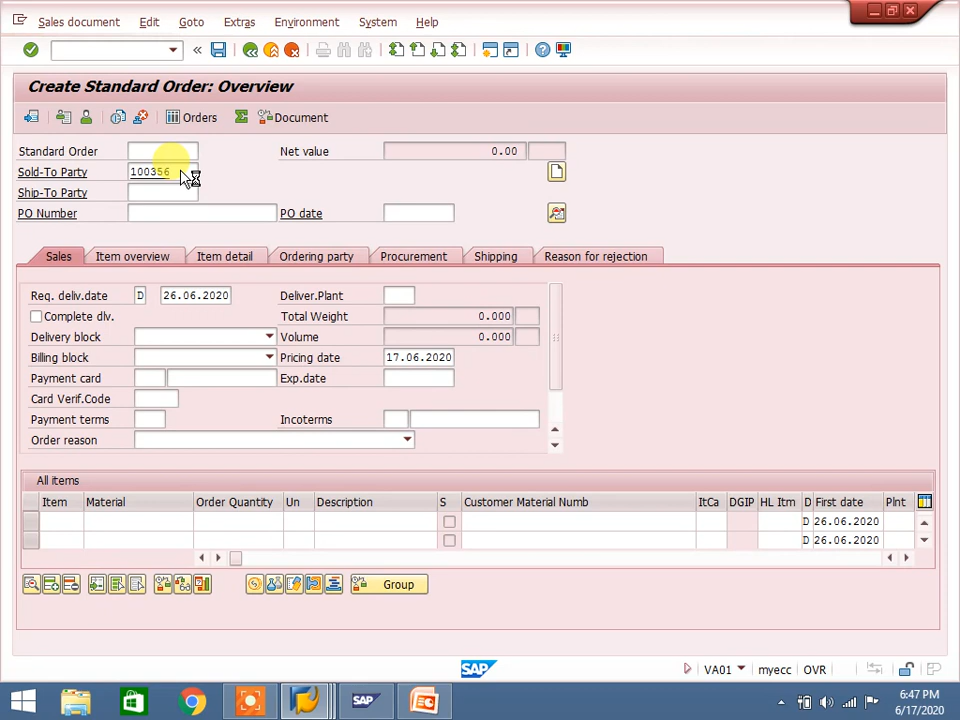 Sales document Edit Goto Extras Environment System Help
Create Standard Order: Overview
Orders Document
Standard Order Net value 0.00
Sold-To Party 100356
Ship-To Party
PO Number PO date
Sales Item overview Item detail Ordering party Procurement Shipping Reason for rejection
Req. deliv.date D 26.06.2020 Deliver.Plant
Complete dlv. Total Weight 0.000
Delivery block Volume 0.000
Billing block Pricing date 17.06.2020
Payment card Exp.date
Card Verif.Code
Payment terms Incoterms
Order reason
All items
Item Material Order Quantity Un Description S Customer Material Numb ItCa DGIP HL Itm D First date Plnt
D 26.06.2020
D 26.06.2020
Group
SAP VA01 myecc OVR
SAP 6:47 PM
6/17/2020